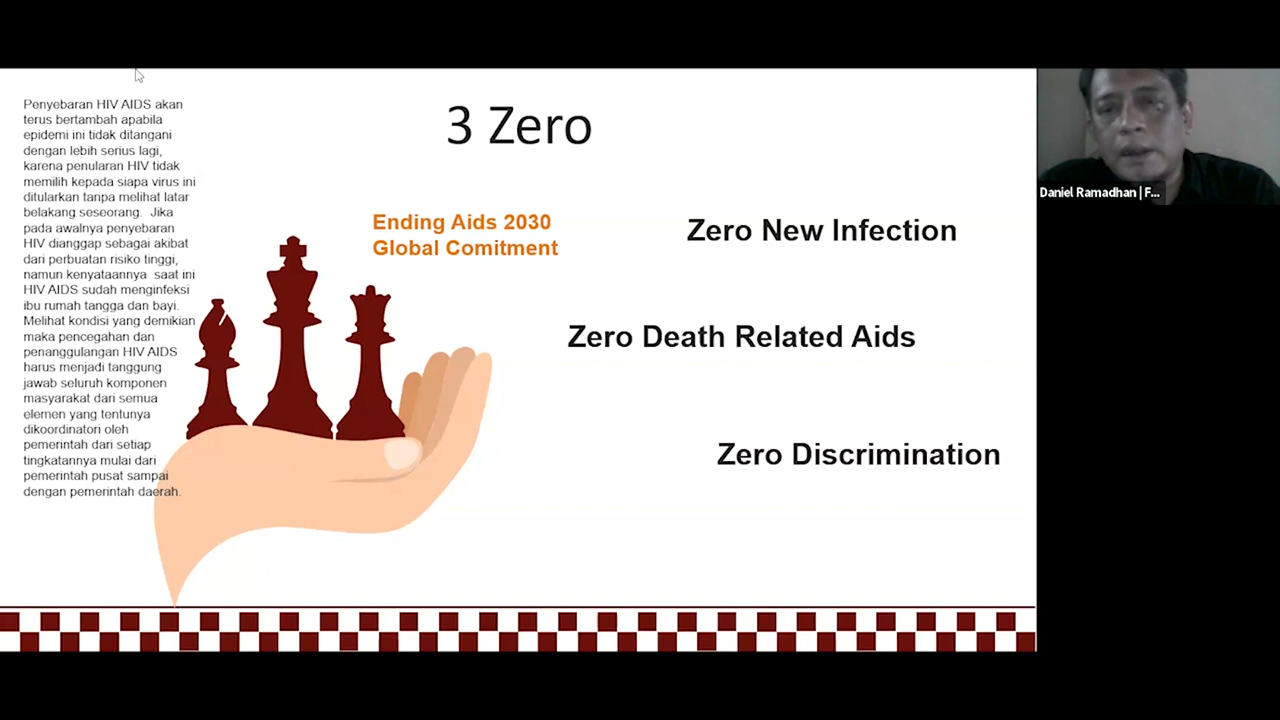 Penyebaran HIV AIDS akan
terus bertambah apabila
epidemi ini tidak ditangani
dengan lebih serius lagi,
karena penularan HIV tidak
memilih kepada siapa virus ini
ditularkan tanpa melihat latar
belakang seseorang. Jika
pada awalnya penyebaran
HIV dianggap sebagai akibat
dari perbuatan risiko tinggi,
namun kenyataannya saat ini
HIV AIDS sudah menginfeksi
ibu rumah tangga dan bayi.
Melihat kondisi yang demikian
maka pencegahan dan
penanggulangan HIV AIDS
harus menjadi tanggung
jawab seluruh komponen
masyarakat dari semua
elemen yang tentunya
dikoordinatori oleh
pemerintah dari setiap
tingkatannya mulai dari
pemerintah pusat sampai
dengan pemerintah daerah.
3 Zero
Ending Aids 2030
Global Comitment
Zero New Infection
Zero Death Related Aids
Zero Discrimination
Daniel Ramadhan | F...